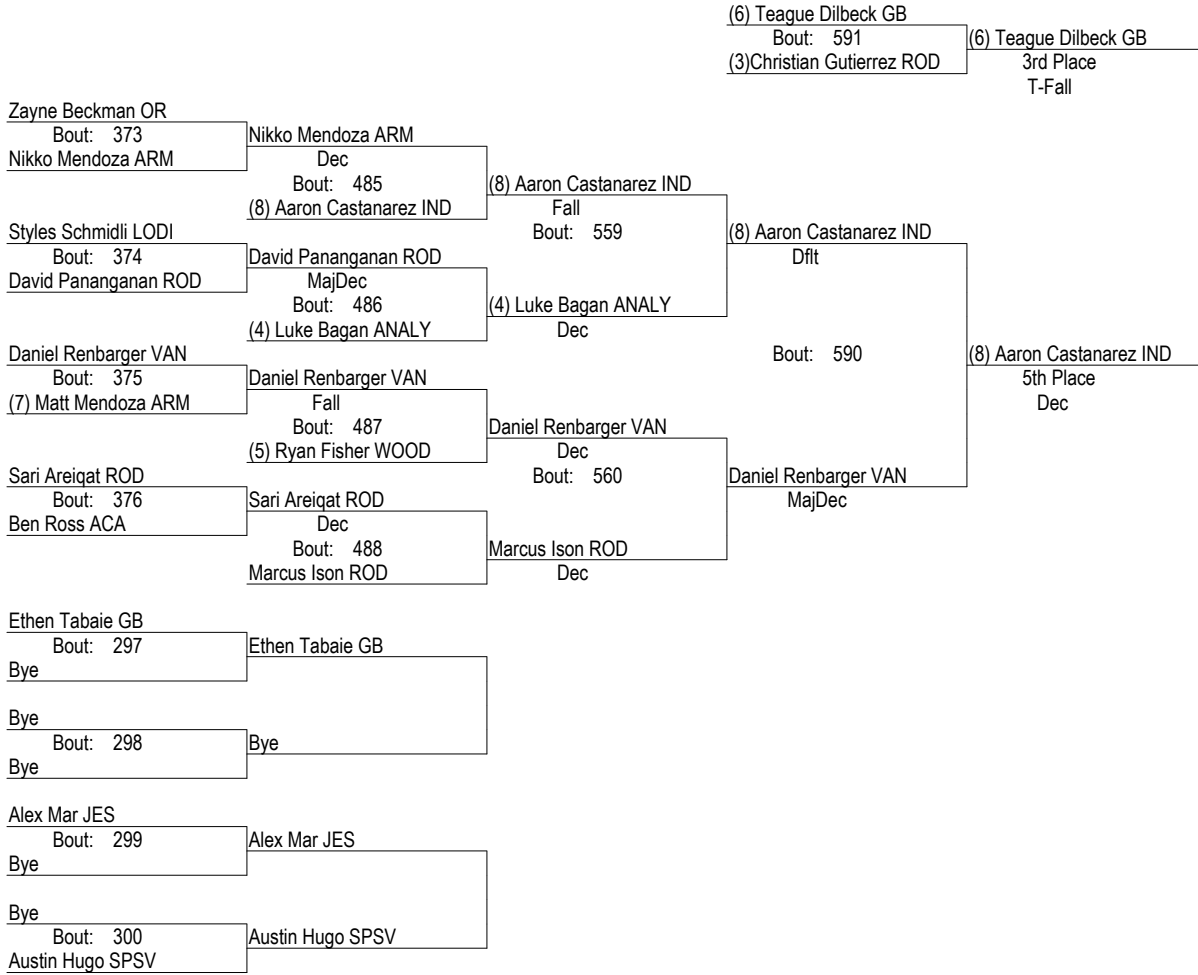 (6) Teague Dilbeck GB
Bout: 591
(6) Teague Dilbeck GB
(3)Christian Gutierrez ROD
3rd Place
T-Fall
Zayne Beckman OR
Bout: 373
Nikko Mendoza ARM
Nikko Mendoza ARM
Dec
Bout: 485
(8) Aaron Castanarez IND
(8) Aaron Castanarez IND
Fall
Bout: 559
Styles Schmidli LODI
(8) Aaron Castanarez IND
Bout: 374
David Pananganan ROD
Dflt
David Pananganan ROD
MajDec
Bout: 486
(4) Luke Bagan ANALY
(4) Luke Bagan ANALY
Dec
Daniel Renbarger VAN
Bout: 590
(8) Aaron Castanarez IND
Bout: 375
Daniel Renbarger VAN
5th Place
(7) Matt Mendoza ARM
Fall
Dec
Bout: 487
Daniel Renbarger VAN
(5) Ryan Fisher WOOD
Dec
Sari Areiqat ROD
Bout: 560
Daniel Renbarger VAN
Bout: 376
Sari Areiqat ROD
MajDec
Ben Ross ACA
Dec
Bout: 488
Marcus Ison ROD
Marcus Ison ROD
Dec
Ethen Tabaie GB
Bout: 297
Ethen Tabaie GB
Bye
Bye
Bout: 298
Bye
Bye
Alex Mar JES
Bout: 299
Alex Mar JES
Bye
Bye
Bout: 300
Austin Hugo SPSV
Austin Hugo SPSV